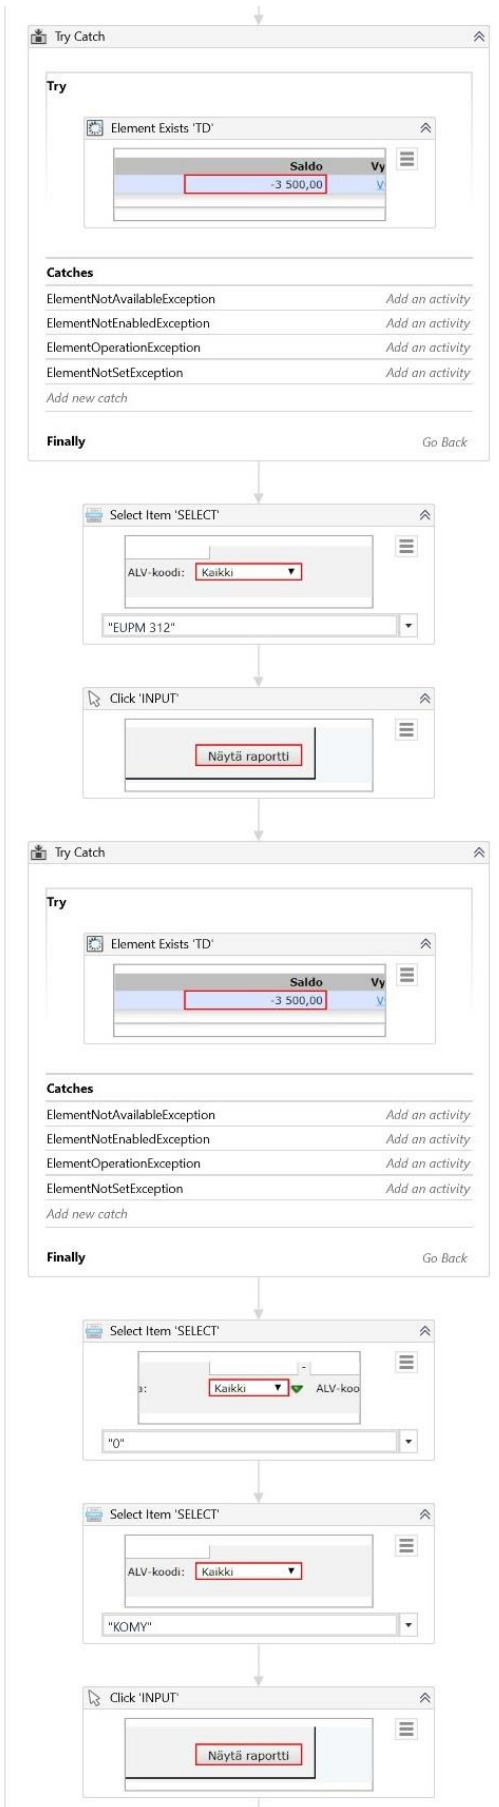 Try Catch
Try
Element Exists 'TD'
Saldo Vy
-3 500,00
Catches
ElementNotAvailableException Add an activity
ElementNotEnabledException Add an activity
ElementOperationException Add an activity
ElementNotSetException Add an activity
Add new catch
Finally Go Back
Select Item 'SELECT'
ALV-koodi: Kaikki
"EUPM 312"
Click 'INPUT'
Näytä raportti
Try Catch
Try
Element Exists 'TD'
Saldo Vy
-3 500,00
Catches
ElementNotAvailableException Add an activity
ElementNotEnabledException Add an activity
ElementOperationException Add an activity
ElementNotSetException Add an activity
Add new catch
Finally Go Back
Select Item 'SELECT'
-
a: Kaikki ALV-koo
"0"
Select Item 'SELECT'
ALV-koodi: Kaikki
"KOMY"
Click 'INPUT'
Näytä raportti